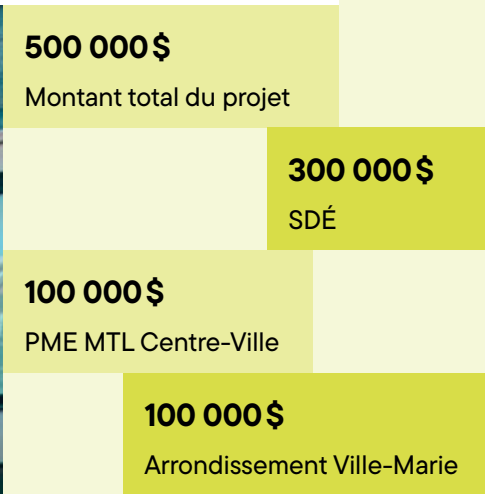 500 000 $
Montant total du projet
300 000 $
SDÉ
100 000 $
PME MTL Centre-Ville
100 000 $
Arrondissement Ville-Marie